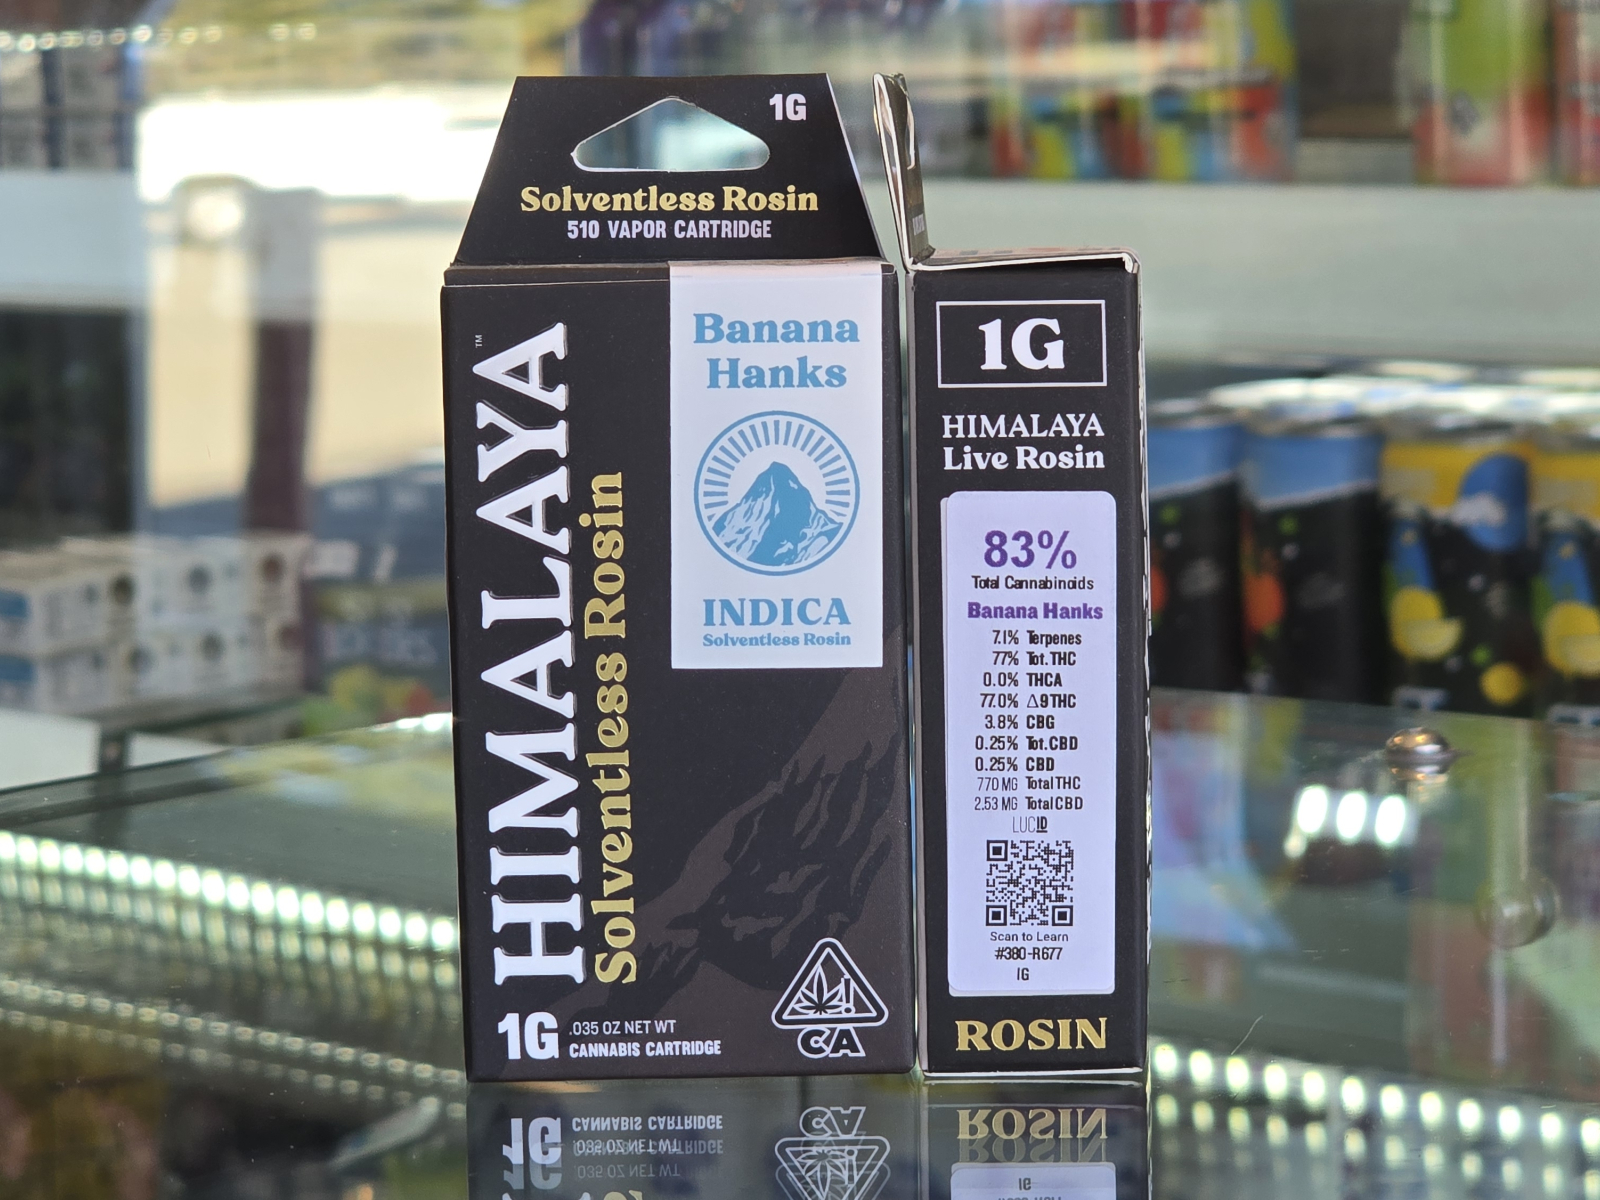 1G
Solventless Rosin
510 VAPOR CARTRIDGE
HIMALAYA™
Solventless Rosin
Banana
Hanks
INDICA
Solventless Rosin
1G
.035 OZ NET WT
CANNABIS CARTRIDGE
CA
1G
HIMALAYA
Live Rosin
83%
Total Cannabinoids
Banana Hanks
7.1% Terpenes
77% Tot.THC
0.0% THCA
77.0% Δ9THC
3.8% CBG
0.25% Tot.CBD
0.25% CBD
770 MG Total THC
2.53 MG Total CBD
LUCID
Scan to Learn
#380-R677
1G
ROSIN